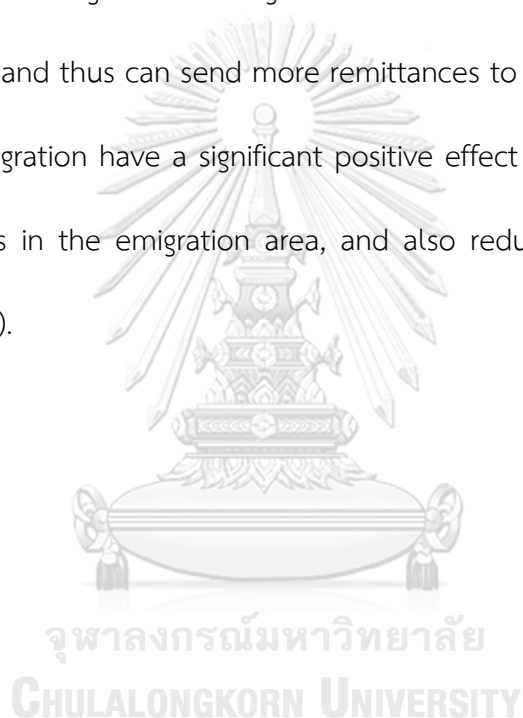 and thus can send more remittances to
gration have a significant positive effect
s in the emigration area, and also redu
).
จุฬาลงกรณ์มหาวิทยาลัย
CHULALONGKORN UNIVERSITY